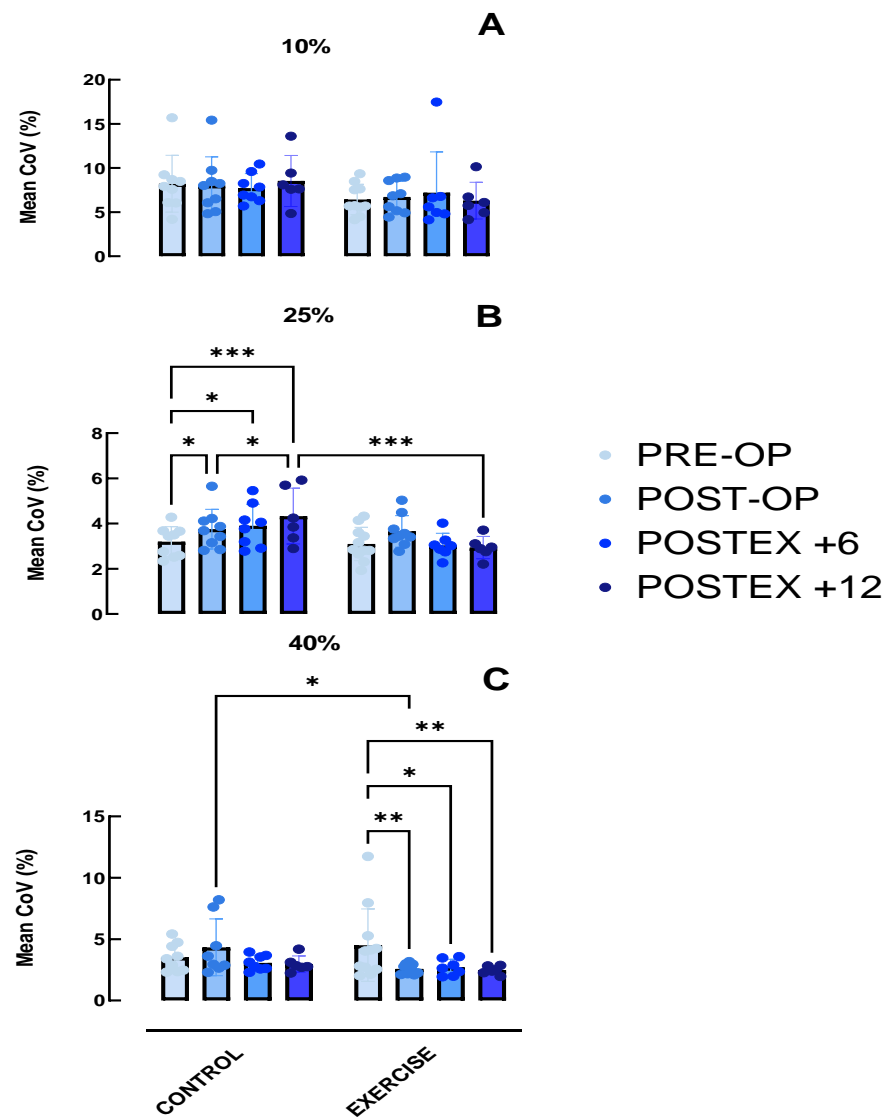 A
10%
20
15
10
5
0
Mean CoV (%)
B
25%
***
*
* * ***
8
6
4
2
0
Mean CoV (%)
PRE-OP
POST-OP
POSTEX +6
POSTEX +12
40%
C
*
**
*
**
15
10
5
0
Mean CoV (%)
CONTROL
EXERCISE